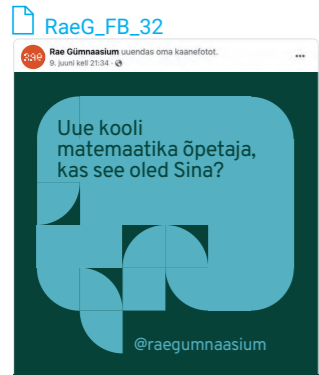 RaeG_FB_32
rae
Rae Gümnaasium uuendas oma kaanefotot.
9. juuni kell 21:34 ·
Uue kooli
matemaatika õpetaja,
kas see oled Sina?
@raegumnaasium